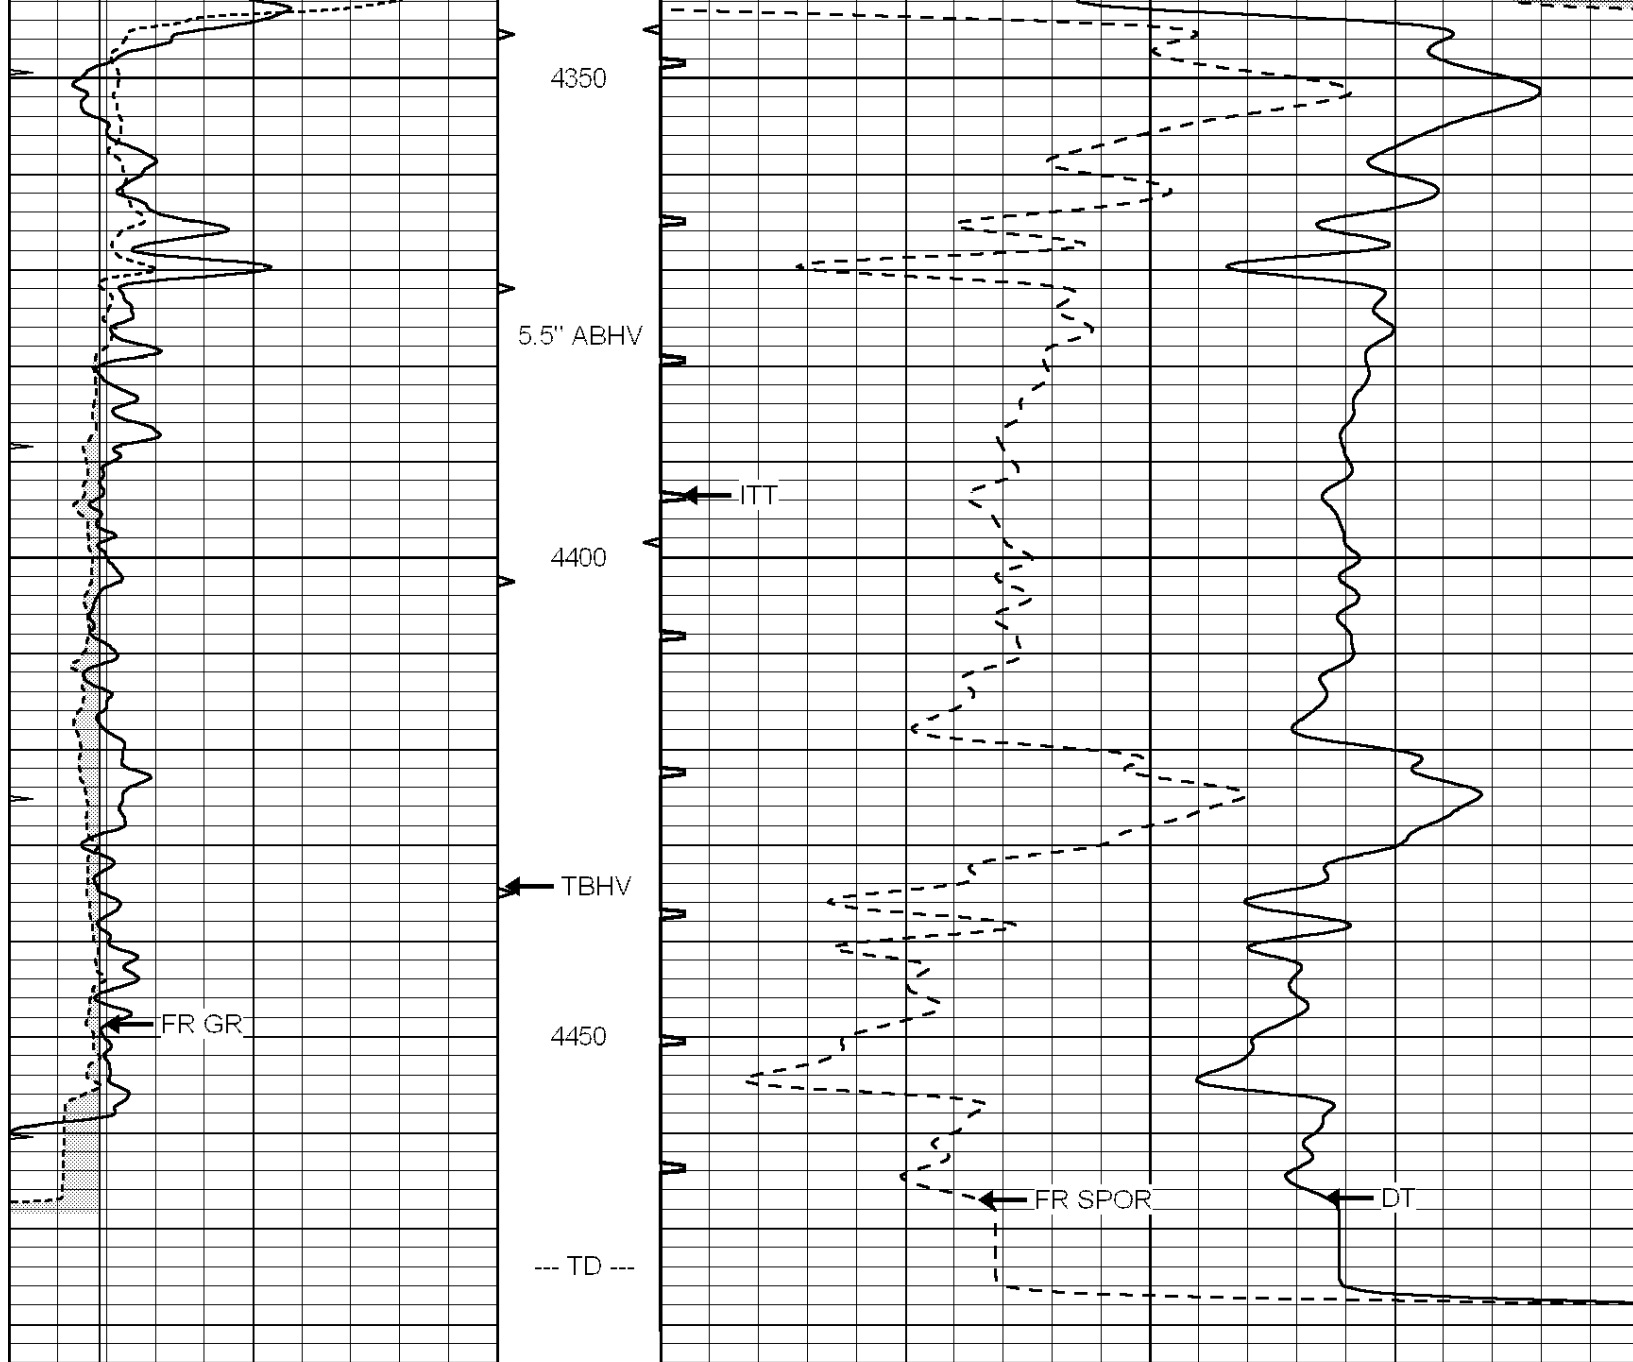 4350
5.5" ABHV
ITT
4400
TBHV
FR GR
4450
FR SPOR
DT
--- TD ---